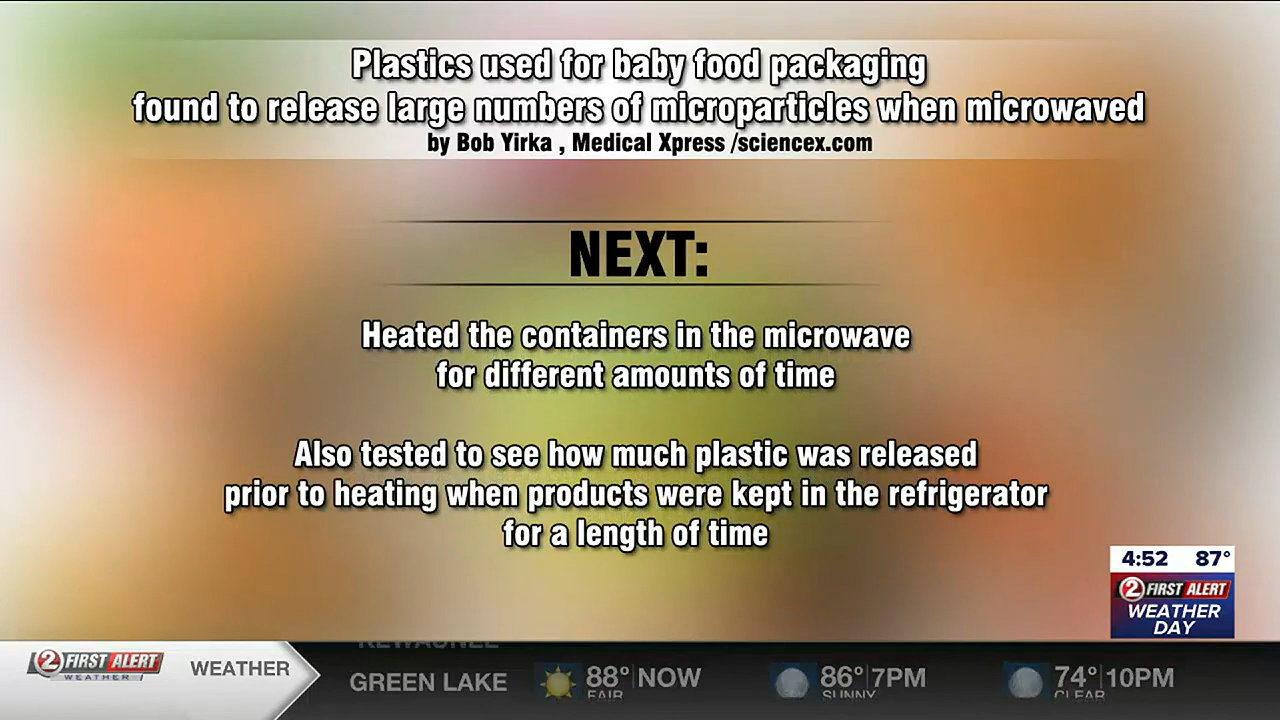 Plastics used for baby food packaging
found to release large numbers of microparticles when microwaved
by Bob Yirka , Medical Xpress /sciencex.com
NEXT:
Heated the containers in the microwave
for different amounts of time
Also tested to see how much plastic was released
prior to heating when products were kept in the refrigerator
for a length of time
4:52 87°
2 FIRST ALERT
WEATHER
DAY
2 FIRST ALERT
WEATHER
WEATHER
KEWAUNEE
GREEN LAKE 88° NOW 86° 7PM 74° 10PM
FAIR SUNNY CLEAR